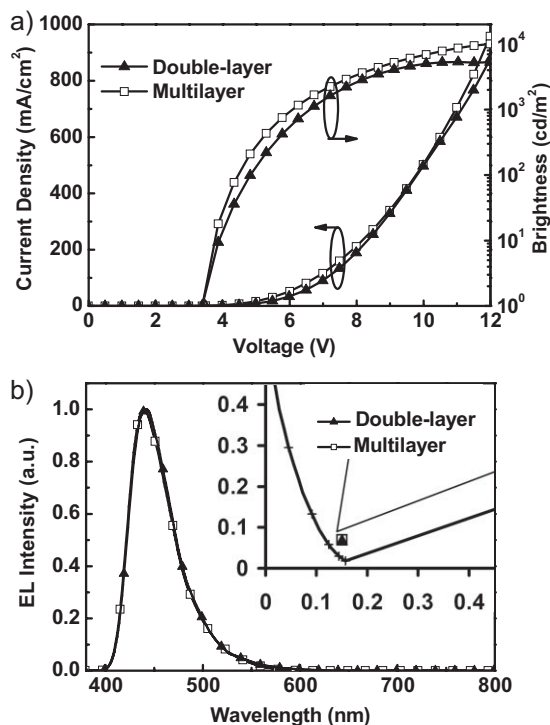 a)
1000
800
600
400
200
0
Current Density (mA/cm²)
Double-layer
Multilayer
10⁴
10³
10²
10¹
10⁰
Brightness (cd/m²)
0 2 4 6 8 10 12
Voltage (V)
b)
1.0
0.8
0.6
0.4
0.2
0.0
EL Intensity (a.u.)
0.4
0.3
0.2
0.1
0
Double-layer
Multilayer
0 0.1 0.2 0.3 0.4
400 500 600 700 800
Wavelength (nm)